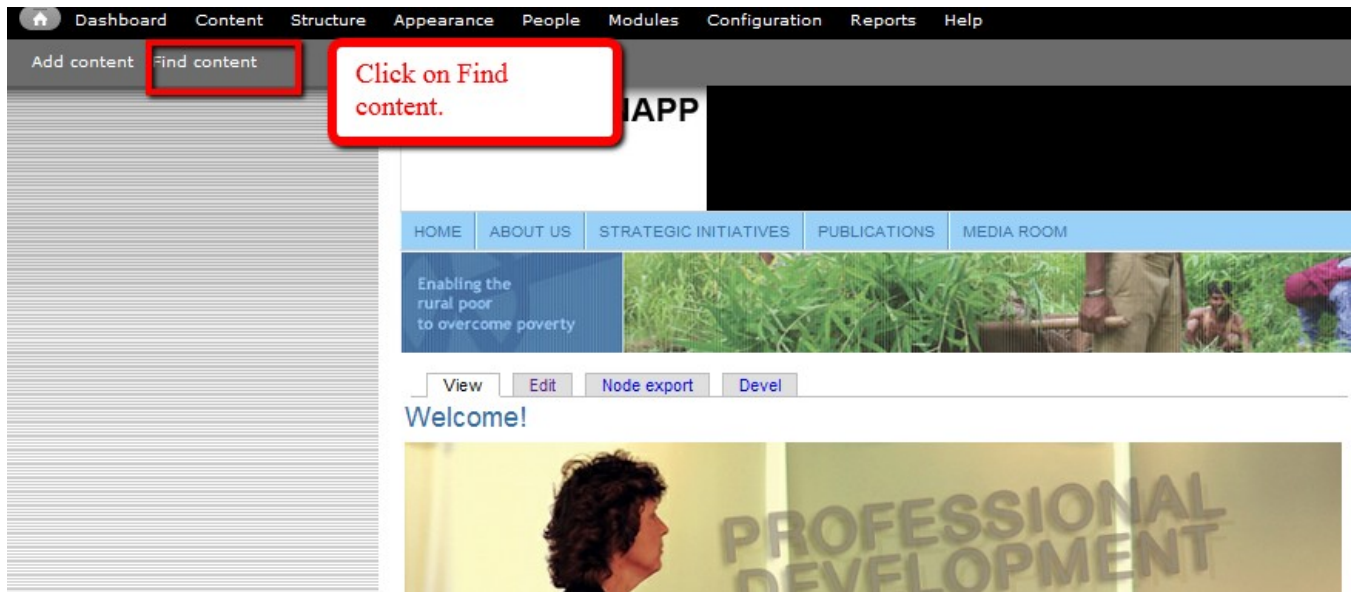 Dashboard Content Structure Appearance People Modules Configuration Reports Help
Add content Find content
Click on Find
content.
IAPP
HOME ABOUT US STRATEGIC INITIATIVES PUBLICATIONS MEDIA ROOM
Enabling the
rural poor
to overcome poverty
View Edit Node export Devel
Welcome!
PROFESSIONAL
DEVELOPMENT